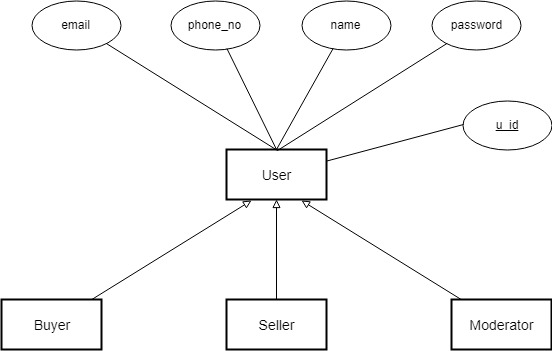 email
phone_no
name
password
u_id
User
Buyer
Seller
Moderator